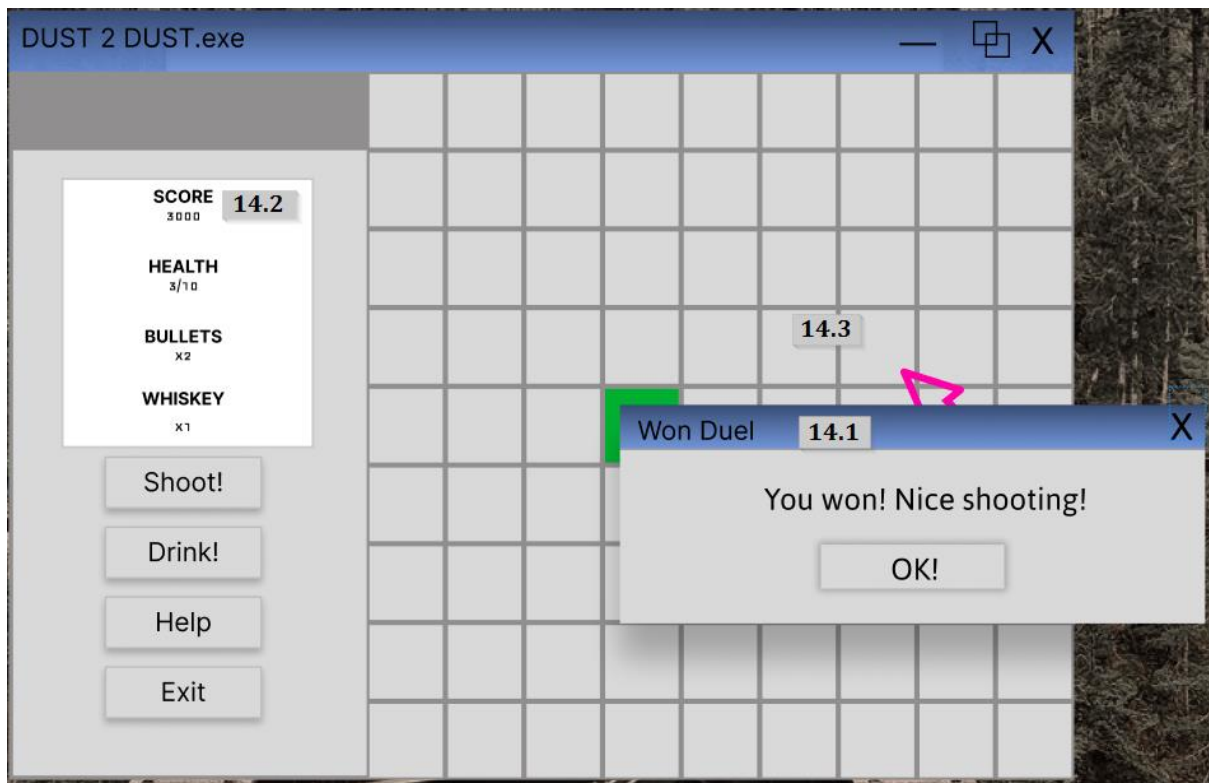 DUST 2 DUST.exe
X
SCORE
14.2
3000
HEALTH
3/10
BULLETS
X2
WHISKEY
X1
Shoot!
Drink!
Help
Exit
14.3
Won Duel
14.1
X
You won! Nice shooting!
OK!